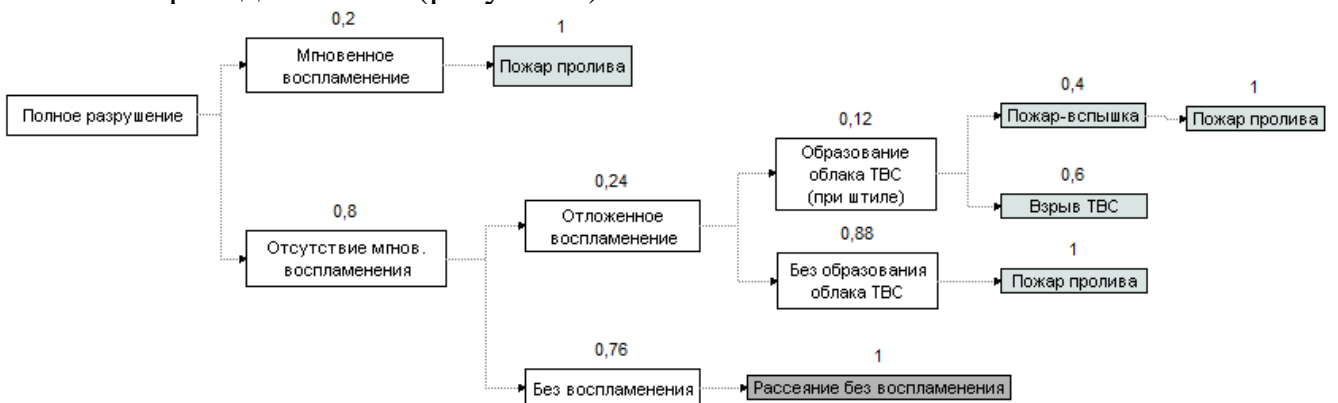 0,2
1
Мгновенное
воспламенение
Пожар пролива
Полное разрушение
0,4
1
0,12
Пожар-вспышка
Пожар пролива
Образование
облака ТВС
(при штиле)
0,24
0,6
Отложенное
воспламенение
Взрыв ТВС
0,8
0,88
Отсутствие мгнов.
воспламенения
1
Без образования
облака ТВС
Пожар пролива
0,76
1
Без воспламенения
Рассеяние без воспламенения